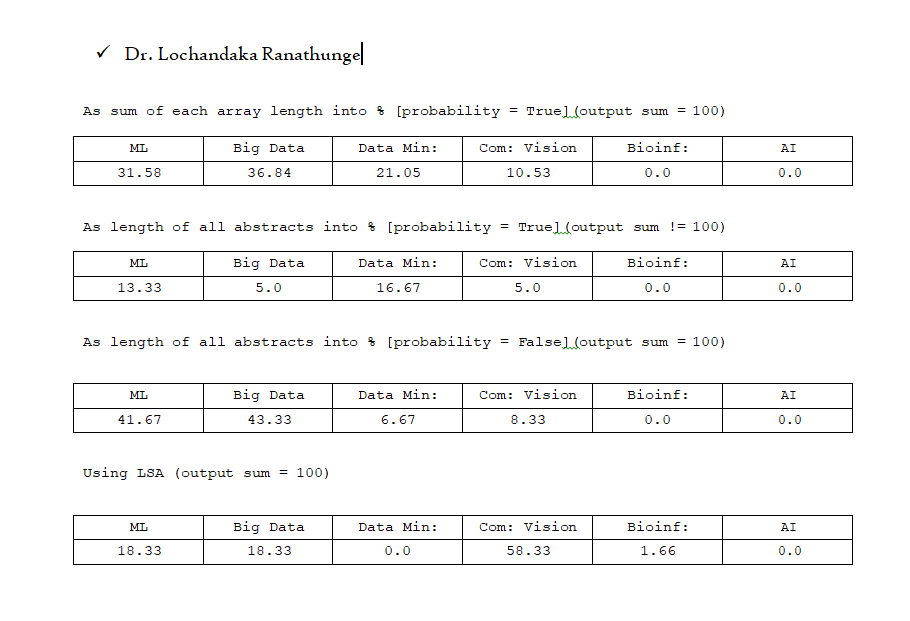 ✓ Dr. Lochandaka Ranathunge
As sum of each array length into % [probability = True] (output sum = 100)
ML Big Data Data Min: Com: Vision Bioinf: AI
31.58 36.84 21.05 10.53 0.0 0.0
As length of all abstracts into % [probability = True] (output sum != 100)
ML Big Data Data Min: Com: Vision Bioinf: AI
13.33 5.0 16.67 5.0 0.0 0.0
As length of all abstracts into % [probability = False] (output sum = 100)
ML Big Data Data Min: Com: Vision Bioinf: AI
41.67 43.33 6.67 8.33 0.0 0.0
Using LSA (output sum = 100)
ML Big Data Data Min: Com: Vision Bioinf: AI
18.33 18.33 0.0 58.33 1.66 0.0